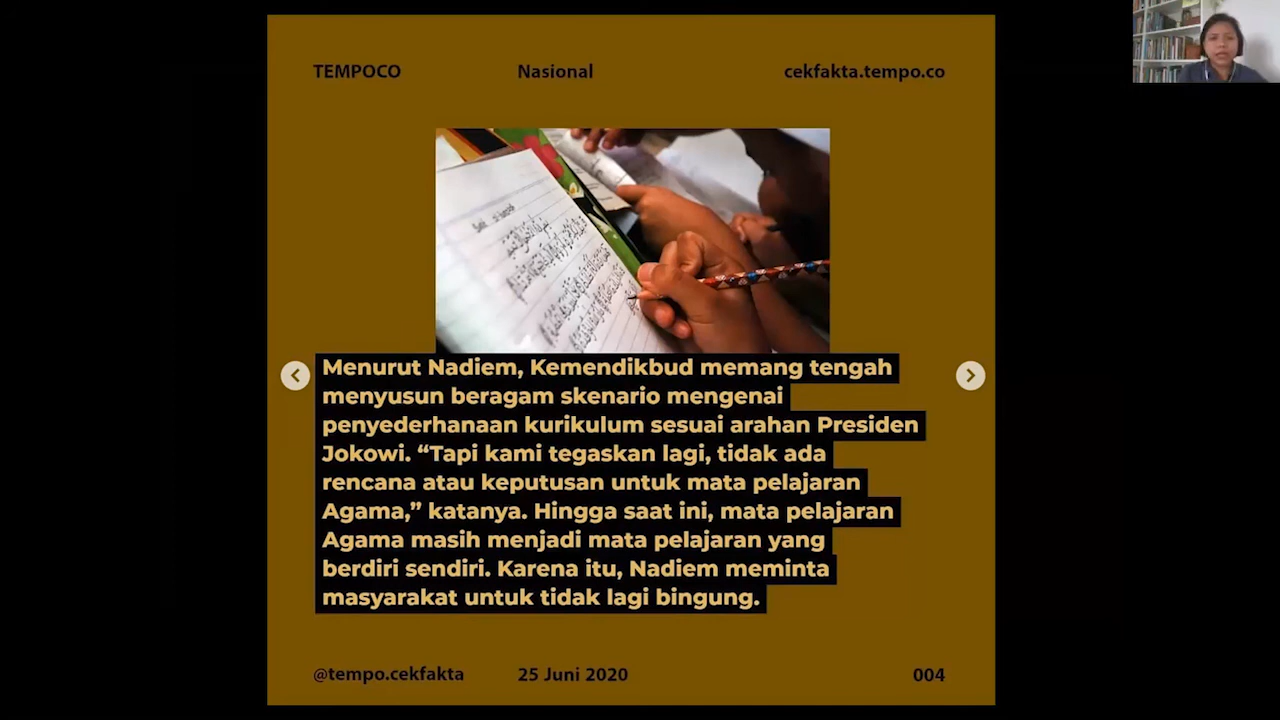 TEMPOCO Nasional cekfakta.tempo.co
Menurut Nadiem, Kemendikbud memang tengah
menyusun beragam skenario mengenai
penyederhanaan kurikulum sesuai arahan Presiden
Jokowi. “Tapi kami tegaskan lagi, tidak ada
rencana atau keputusan untuk mata pelajaran
Agama,” katanya. Hingga saat ini, mata pelajaran
Agama masih menjadi mata pelajaran yang
berdiri sendiri. Karena itu, Nadiem meminta
masyarakat untuk tidak lagi bingung.
@tempo.cekfakta 25 Juni 2020 004